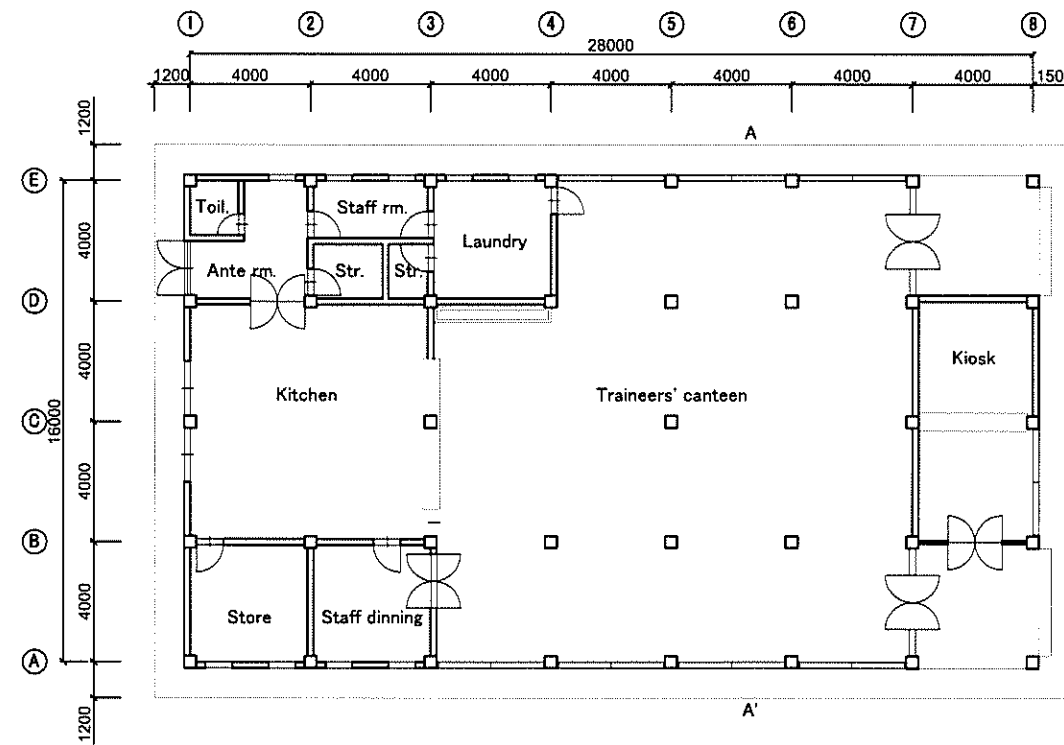 1 2 3 4 5 6 7 8
28000
1200 4000 4000 4000 4000 4000 4000 4000 150
1200
A
E
Toil. Staff rm.
4000
Laundry
Ante rm. Str. Str.
D
4000
Kiosk
Kitchen Traineers' canteen
C
16000
4000
B
4000
Store Staff dinning
A
A'
1200